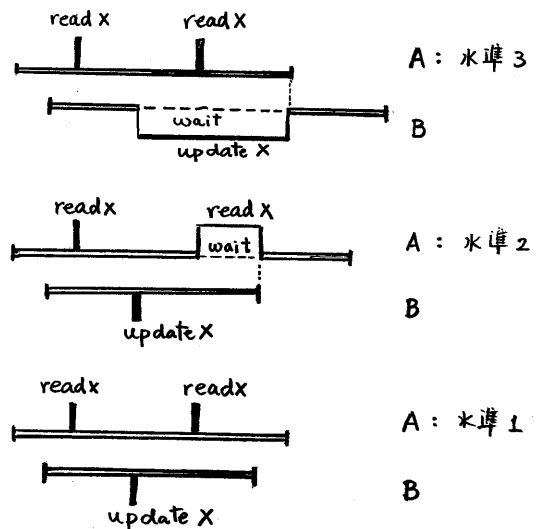 read X read X
A : 水準 3
wait
B
update X
read X read X
wait
A : 水準 2
B
update X
read x read x
A : 水準 1
B
update X